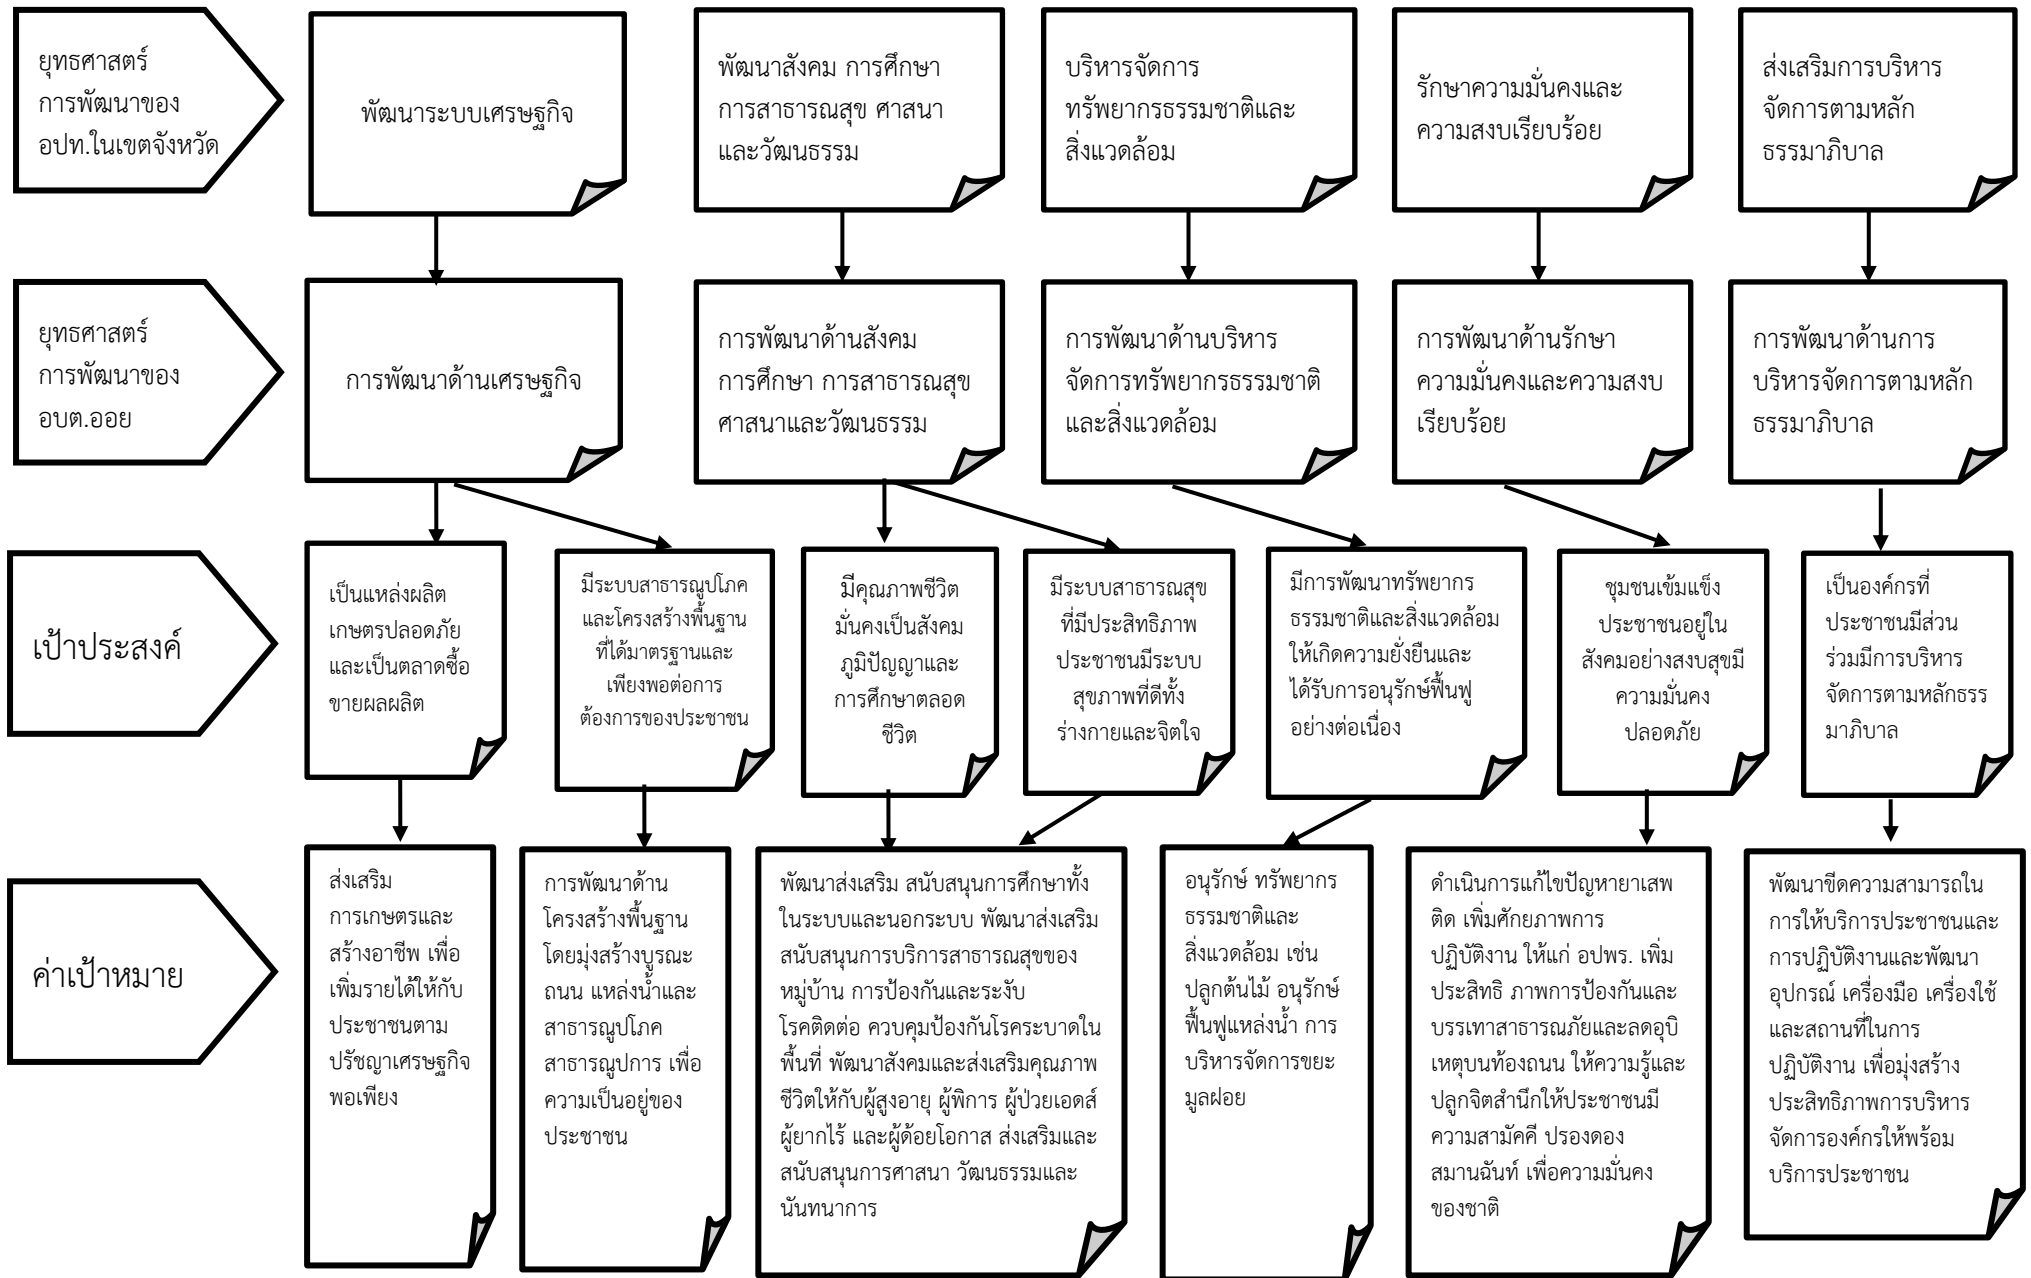 ยุทธศาสตร์
การพัฒนาของ
อปท.ในเขตจังหวัด
พัฒนาระบบเศรษฐกิจ
พัฒนาสังคม การศึกษา
การสาธารณสุข ศาสนา
และวัฒนธรรม
บริหารจัดการ
ทรัพยากรธรรมชาติและ
สิ่งแวดล้อม
รักษาความมั่นคงและ
ความสงบเรียบร้อย
ส่งเสริมการบริหาร
จัดการตามหลัก
ธรรมาภิบาล
ยุทธศาสตร์
การพัฒนาของ
อบต.ออย
การพัฒนาด้านเศรษฐกิจ
การพัฒนาด้านสังคม
การศึกษา การสาธารณสุข
ศาสนาและวัฒนธรรม
การพัฒนาด้านบริหาร
จัดการทรัพยากรธรรมชาติ
และสิ่งแวดล้อม
การพัฒนาด้านรักษา
ความมั่นคงและความสงบ
เรียบร้อย
การพัฒนาด้านการ
บริหารจัดการตามหลัก
ธรรมาภิบาล
เป้าประสงค์
เป็นแหล่งผลิต
เกษตรปลอดภัย
และเป็นตลาดซื้อ
ขายผลผลิต
มีระบบสาธารณูปโภค
และโครงสร้างพื้นฐาน
ที่ได้มาตรฐานและ
เพียงพอต่อการ
ต้องการของประชาชน
มีคุณภาพชีวิต
มั่นคงเป็นสังคม
ภูมิปัญญาและ
การศึกษาตลอด
ชีวิต
มีระบบสาธารณสุข
ที่มีประสิทธิภาพ
ประชาชนมีระบบ
สุขภาพที่ดีทั้ง
ร่างกายและจิตใจ
มีการพัฒนาทรัพยากร
ธรรมชาติและสิ่งแวดล้อม
ให้เกิดความยั่งยืนและ
ได้รับการอนุรักษ์ฟื้นฟู
อย่างต่อเนื่อง
ชุมชนเข้มแข็ง
ประชาชนอยู่ใน
สังคมอย่างสงบสุขมี
ความมั่นคง
ปลอดภัย
เป็นองค์กรที่
ประชาชนมีส่วน
ร่วมมีการบริหาร
จัดการตามหลักธรร
มาภิบาล
ค่าเป้าหมาย
ส่งเสริม
การเกษตรและ
สร้างอาชีพ เพื่อ
เพิ่มรายได้ให้กับ
ประชาชนตาม
ปรัชญาเศรษฐกิจ
พอเพียง
การพัฒนาด้าน
โครงสร้างพื้นฐาน
โดยมุ่งสร้างบูรณะ
ถนน แหล่งน้ำและ
สาธารณูปโภค
สาธารณูปการ เพื่อ
ความเป็นอยู่ของ
ประชาชน
พัฒนาส่งเสริม สนับสนุนการศึกษาทั้ง
ในระบบและนอกระบบ พัฒนาส่งเสริม
สนับสนุนการบริการสาธารณสุขของ
หมู่บ้าน การป้องกันและระงับ
โรคติดต่อ ควบคุมป้องกันโรคระบาดใน
พื้นที่ พัฒนาสังคมและส่งเสริมคุณภาพ
ชีวิตให้กับผู้สูงอายุ ผู้พิการ ผู้ป่วยเอดส์
ผู้ยากไร้ และผู้ด้อยโอกาส ส่งเสริมและ
สนับสนุนการศาสนา วัฒนธรรมและ
นันทนาการ
อนุรักษ์ ทรัพยากร
ธรรมชาติและ
สิ่งแวดล้อม เช่น
ปลูกต้นไม้ อนุรักษ์
ฟื้นฟูแหล่งน้ำ การ
บริหารจัดการขยะ
มูลฝอย
ดำเนินการแก้ไขปัญหายาเสพ
ติด เพิ่มศักยภาพการ
ปฏิบัติงาน ให้แก่ อปพร. เพิ่ม
ประสิทธิ ภาพการป้องกันและ
บรรเทาสาธารณภัยและลดอุบิ
เหตุบนท้องถนน ให้ความรู้และ
ปลูกจิตสำนึกให้ประชาชนมี
ความสามัคคี ปรองดอง
สมานฉันท์ เพื่อความมั่นคง
ของชาติ
พัฒนาขีดความสามารถใน
การให้บริการประชาชนและ
การปฏิบัติงานและพัฒนา
อุปกรณ์ เครื่องมือ เครื่องใช้
และสถานที่ในการ
ปฏิบัติงาน เพื่อมุ่งสร้าง
ประสิทธิภาพการบริหาร
จัดการองค์กรให้พร้อม
บริการประชาชน